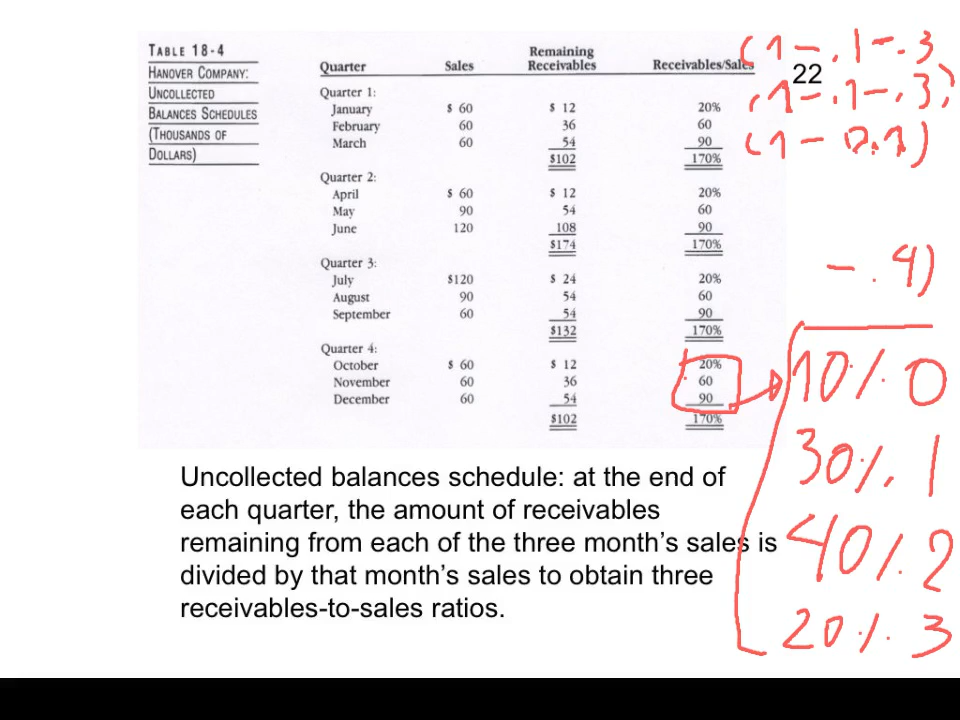 TABLE 18-4
HANOVER COMPANY:
UNCOLLECTED
BALANCES SCHEDULES
(THOUSANDS OF
DOLLARS)
Quarter Sales Remaining Receivables Receivables/Sales
Quarter 1:
January $ 60 $ 12 20%
February 60 36 60
March 60 54 90
$102 170%
Quarter 2:
April $ 60 $ 12 20%
May 90 54 60
June 120 108 90
$174 170%
Quarter 3:
July $120 $ 24 20%
August 90 54 60
September 60 54 90
$132 170%
Quarter 4:
October $ 60 $ 12 20%
November 60 36 60
December 60 54 90
$102 170%
22
(1-.1-.3
(1-.1-.3)
(1-0.1)
-.4)
10% 0
30% 1
40% 2
20% 3
Uncollected balances schedule: at the end of
each quarter, the amount of receivables
remaining from each of the three month's sales is
divided by that month's sales to obtain three
receivables-to-sales ratios.